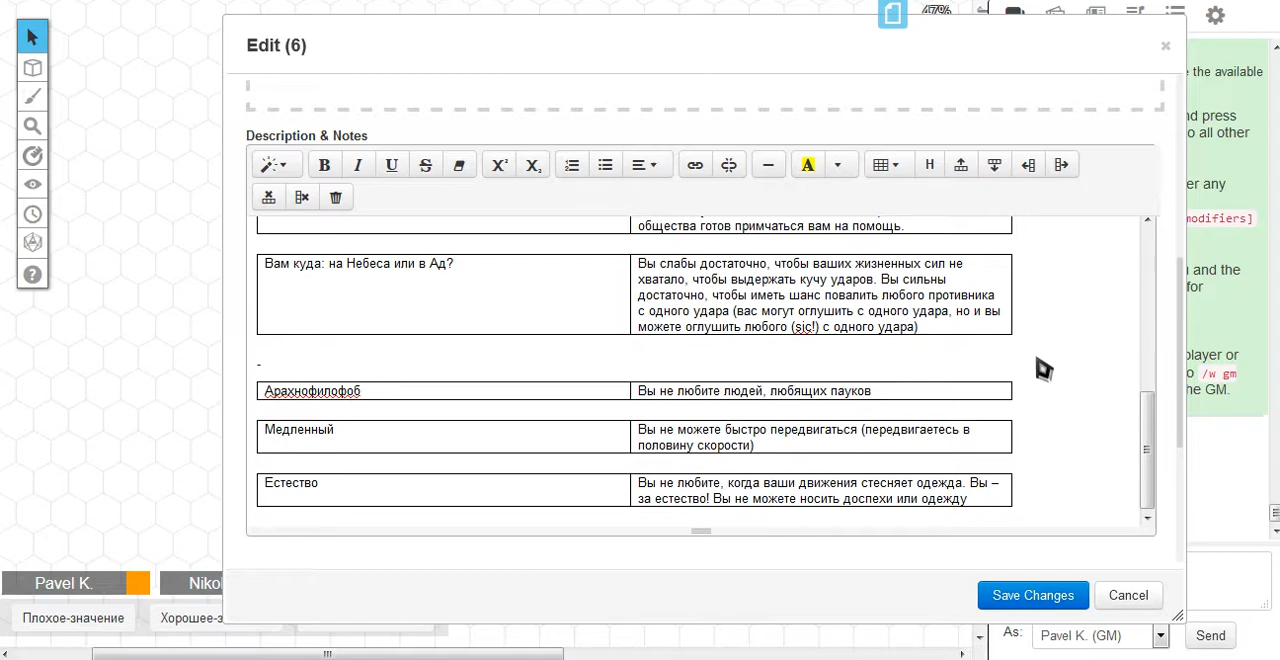 47%
Edit (6)
×
e the available
nd press
o all other
er any
modifiers]
n and the
for
player or
o /w gm
he GM.
Description & Notes
B I U S X² X₂ A H
общества готов примчаться вам на помощь.
Вам куда: на Небеса или в Ад?
Вы слабы достаточно, чтобы ваших жизненных сил не
хватало, чтобы выдержать кучу ударов. Вы сильны
достаточно, чтобы иметь шанс повалить любого противника
с одного удара (вас могут оглушить с одного удара, но и вы
можете оглушить любого (sic!) с одного удара)
-
Арахнофилофоб
Вы не любите людей, любящих пауков
Медленный
Вы не можете быстро передвигаться (передвигаетесь в
половину скорости)
Естество
Вы не любите, когда ваши движения стесняет одежда. Вы –
за естество! Вы не можете носить доспехи или одежду
Pavel K.
Nikol
Плохое-значение
Хорошее-з
Save Changes
Cancel
As:
Pavel K. (GM)
Send